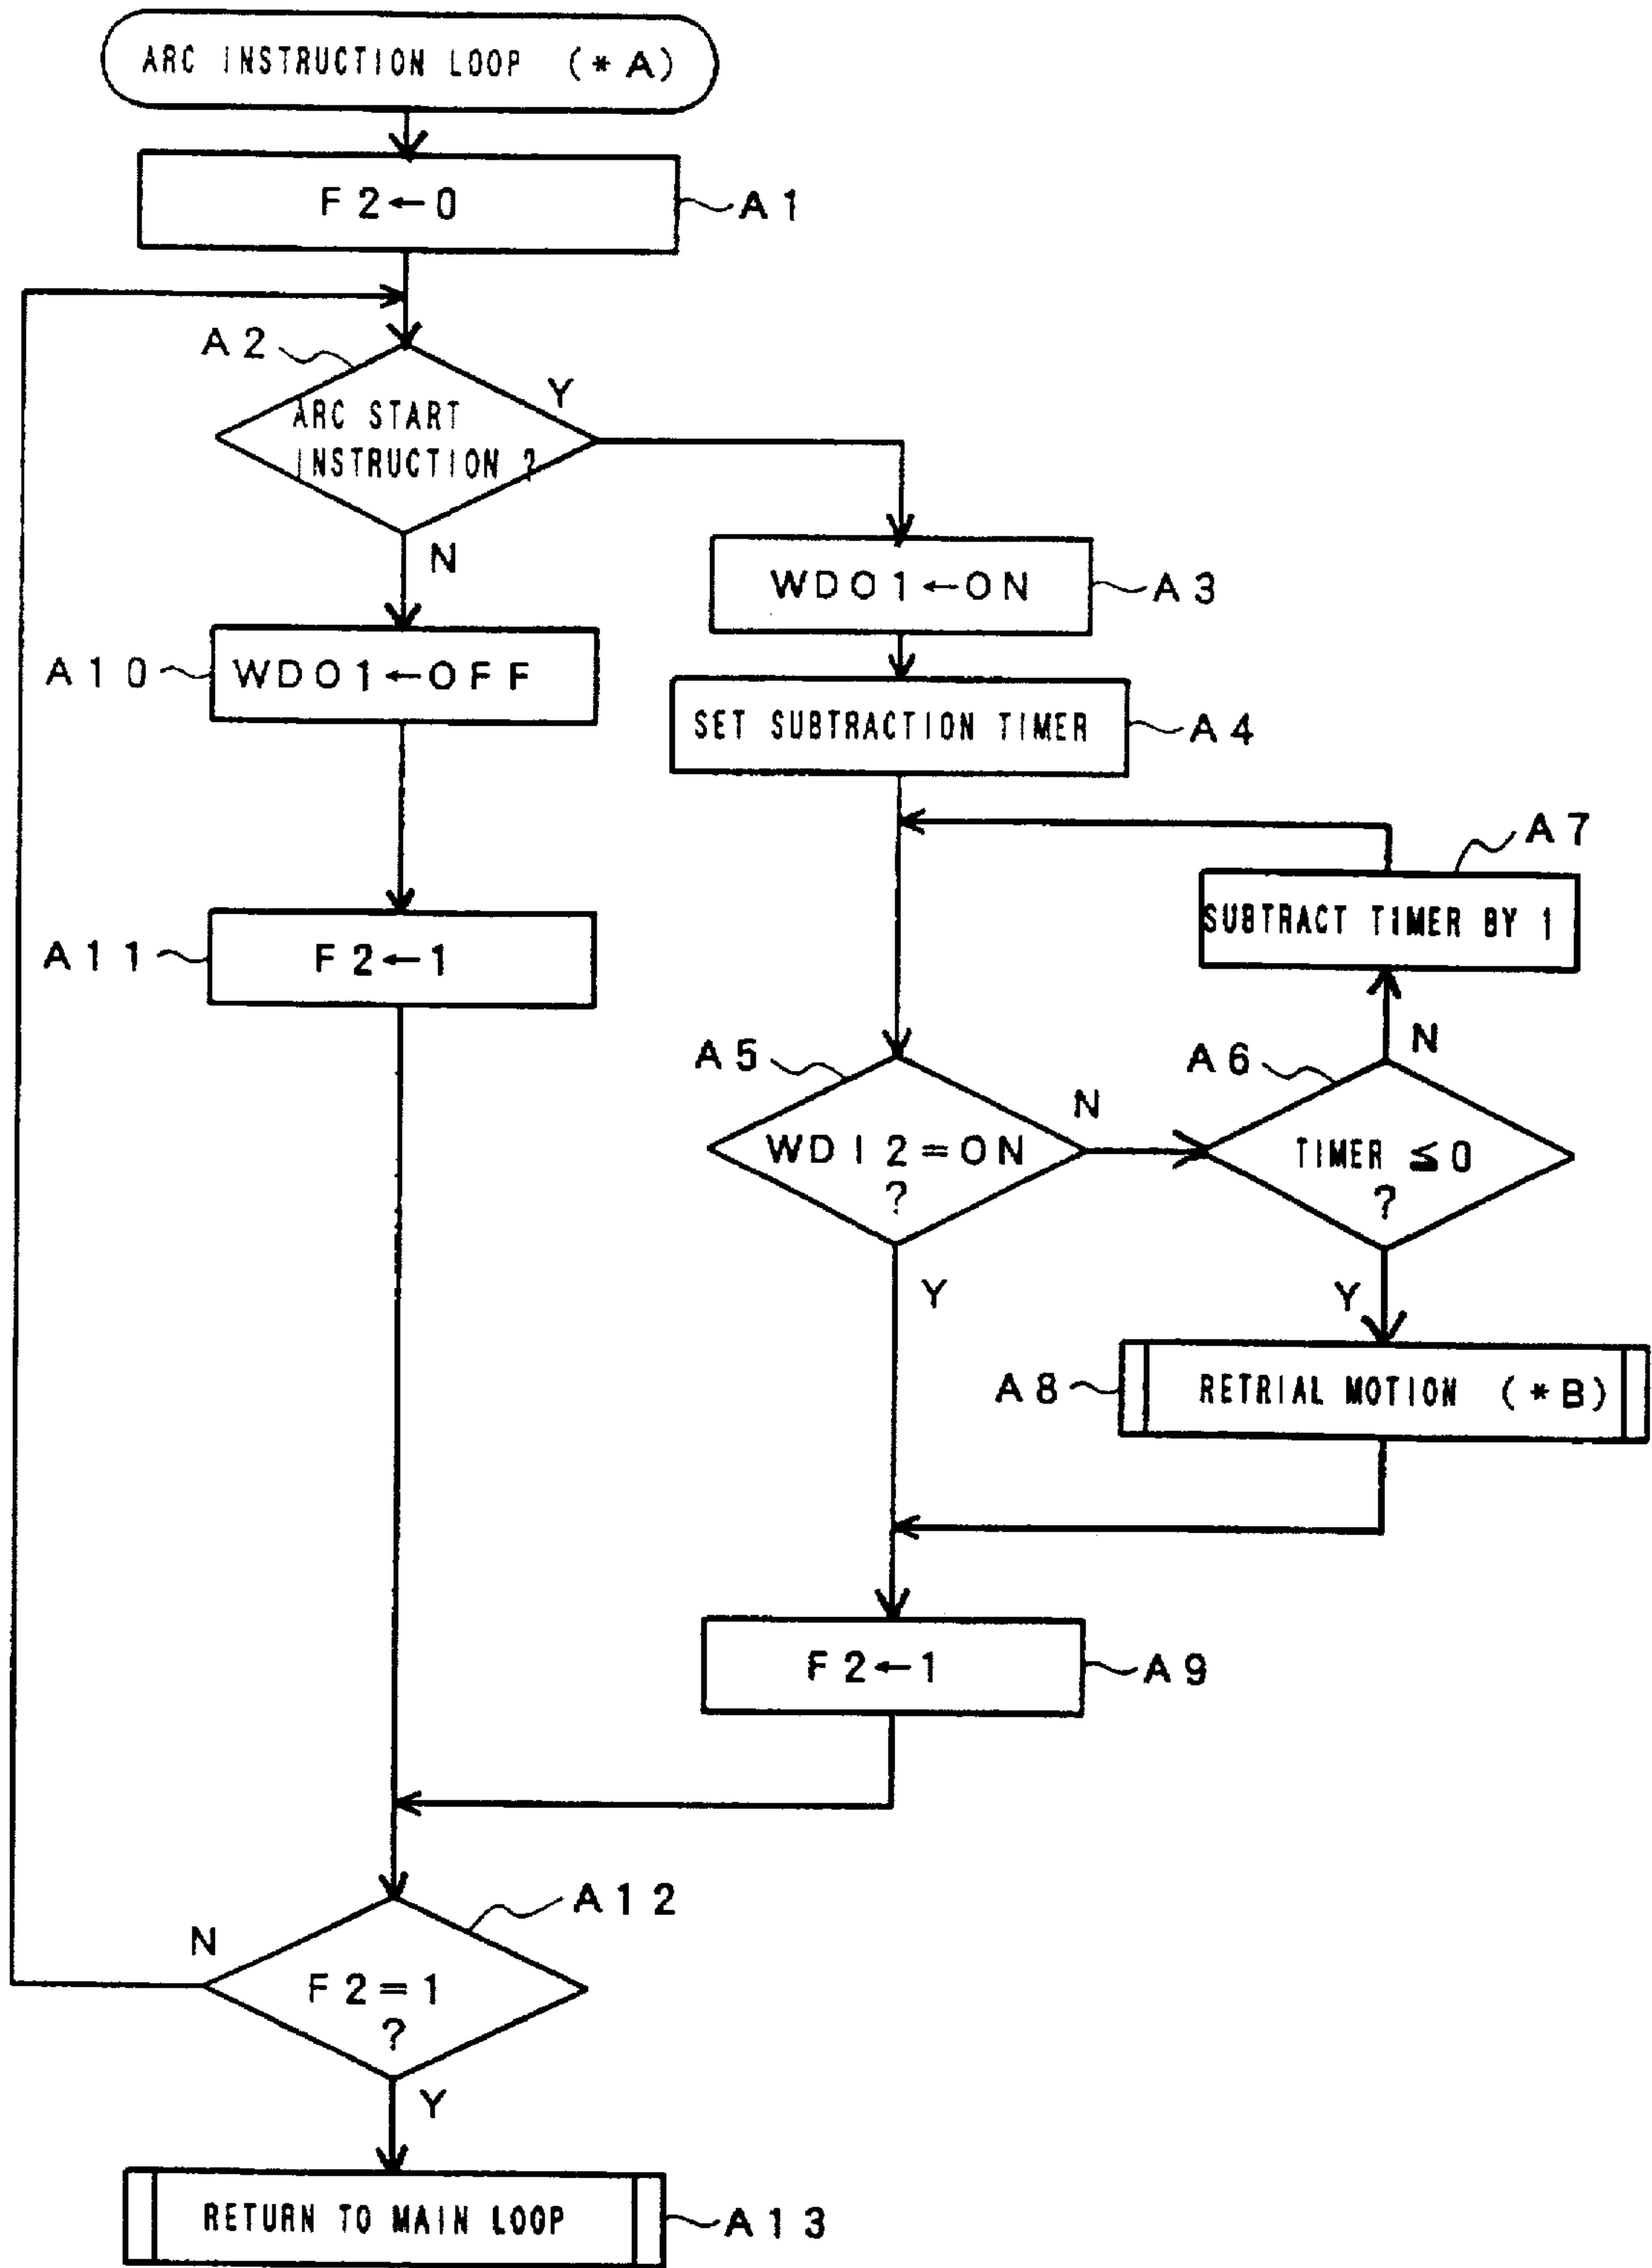 ARC INSTRUCTION LOOP (*A)
F2←0
A1
A2
ARC START
INSTRUCTION ?
Y
N
WDO1←ON
A3
A10
WDO1←OFF
SET SUBTRACTION TIMER
A4
A7
SUBTRACT TIMER BY 1
A11
F2←1
A5
WDI2=ON
?
N
Y
A6
N
TIMER ≦0
?
Y
A8
RETRIAL MOTION (*B)
F2←1
A9
A12
N
F2=1
?
Y
RETURN TO MAIN LOOP
A13